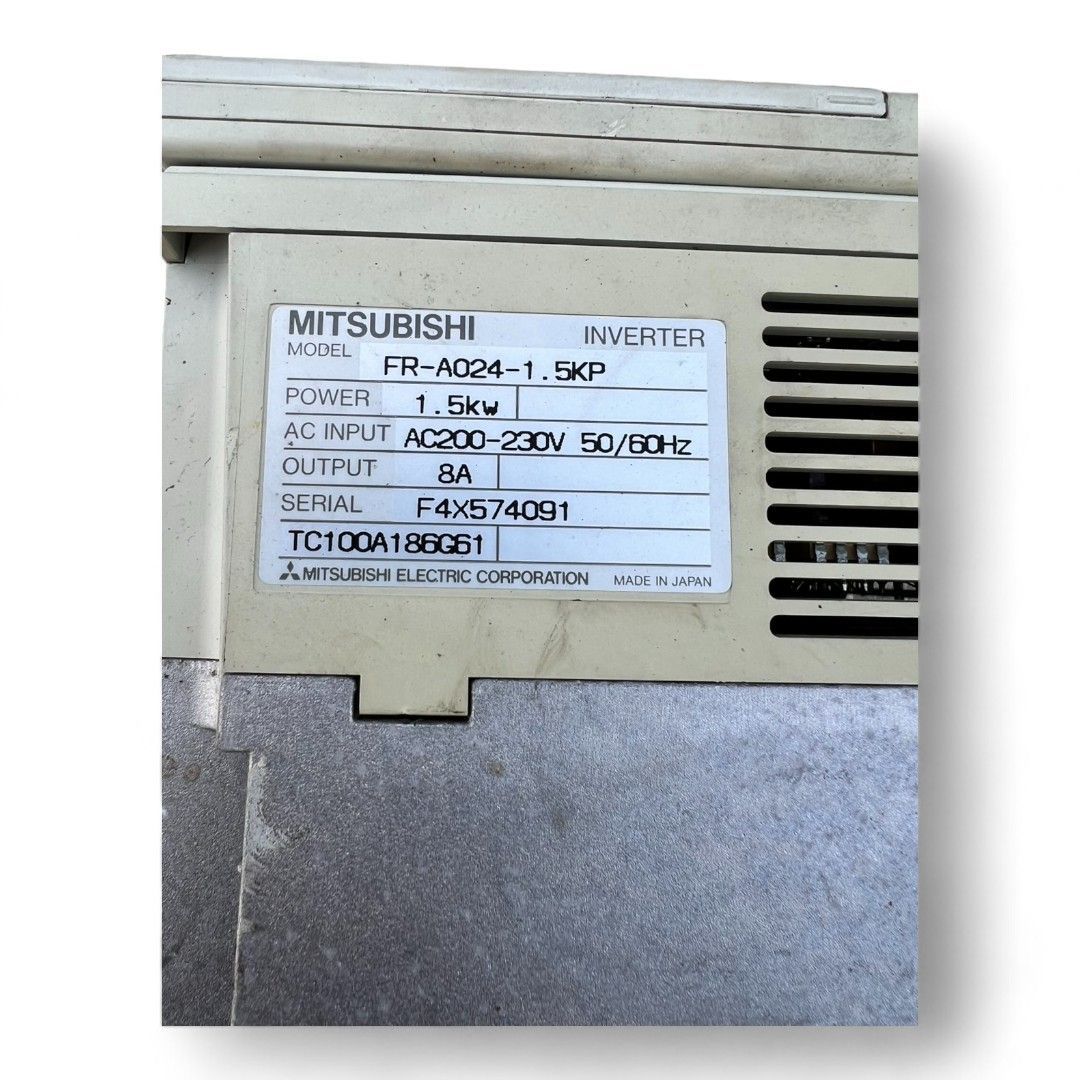 MITSUBISHI INVERTER
MODEL FR-A024-1.5KP
POWER 1.5kw
AC INPUT AC200-230V 50/60Hz
OUTPUT 8A
SERIAL F4X574091
TC100A186G61
MITSUBISHI ELECTRIC CORPORATION MADE IN JAPAN